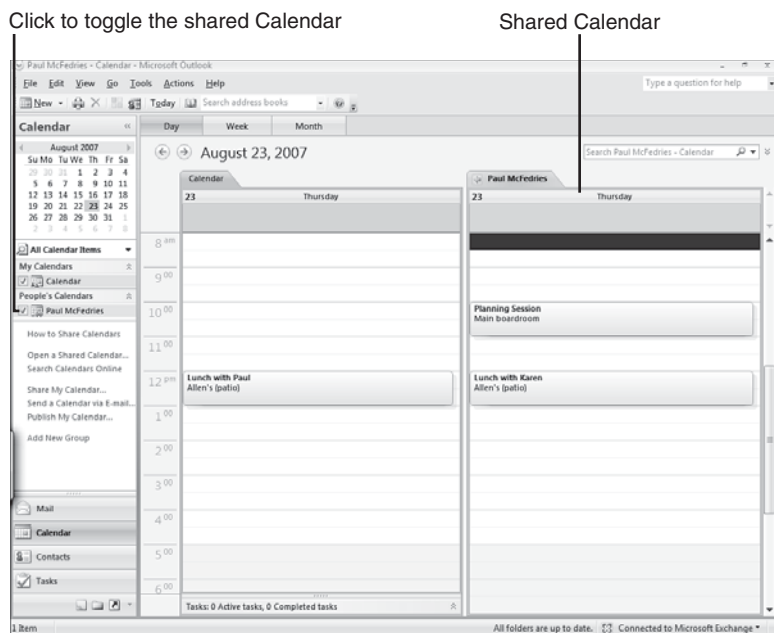 Click to toggle the shared Calendar
Shared Calendar
Paul McFedries - Calendar - Microsoft Outlook
File Edit View Go Tools Actions Help
Type a question for help
New Today Search address books
Calendar
Day Week Month
August 2007
Su Mo Tu We Th Fr Sa
29 30 31 1 2 3 4
5 6 7 8 9 10 11
12 13 14 15 16 17 18
19 20 21 22 23 24 25
26 27 28 29 30 31 1
2 3 4 5 6 7 8
August 23, 2007
Search Paul McFedries - Calendar
Calendar
Paul McFedries
23 Thursday
23 Thursday
All Calendar Items
My Calendars
Calendar
People's Calendars
Paul McFedries
How to Share Calendars
Open a Shared Calendar...
Search Calendars Online
Share My Calendar...
Send a Calendar via E-mail...
Publish My Calendar...
Add New Group
Mail
Calendar
Contacts
Tasks
8 am
9 00
10 00
11 00
12 pm
1 00
2 00
3 00
4 00
5 00
6 00
Lunch with Paul
Allen's (patio)
Planning Session
Main boardroom
Lunch with Karen
Allen's (patio)
Tasks: 0 Active tasks, 0 Completed tasks
1 Item
All folders are up to date. Connected to Microsoft Exchange